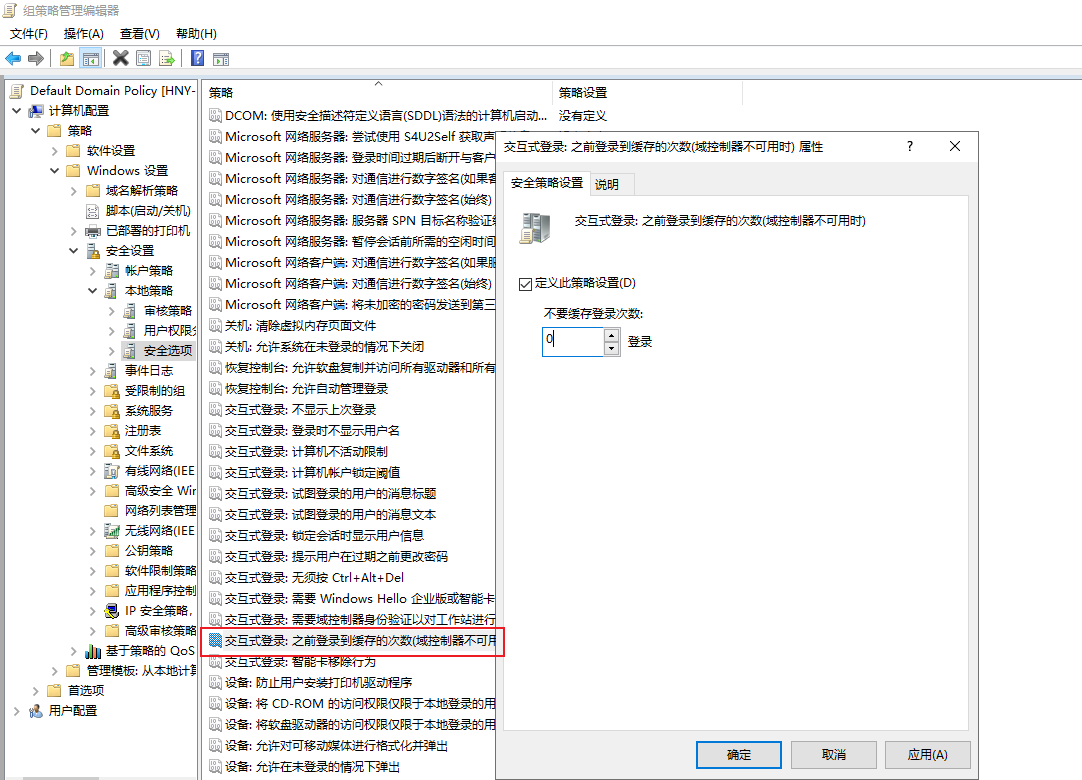 组策略管理编辑器
文件(F) 操作(A) 查看(V) 帮助(H)
Default Domain Policy [HNY-
计算机配置
策略
软件设置
Windows 设置
域名解析策略
脚本(启动/关机)
已部署的打印机
安全设置
帐户策略
本地策略
审核策略
用户权限分
安全选项
事件日志
受限制的组
系统服务
注册表
文件系统
有线网络(IEE
高级安全 Win
网络列表管理
无线网络(IEE
公钥策略
软件限制策略
应用程序控制
IP 安全策略,
高级审核策略
基于策略的 QoS
管理模板: 从本地计算
首选项
用户配置
策略 策略设置
DCOM: 使用安全描述符定义语言(SDDL)语法的计算机启动... 没有定义
Microsoft 网络服务器: 尝试使用 S4U2Self 获取声
Microsoft 网络服务器: 登录时间过期后断开与客户
Microsoft 网络服务器: 对通信进行数字签名(如果客
Microsoft 网络服务器: 对通信进行数字签名(始终)
Microsoft 网络服务器: 服务器 SPN 目标名称验证级
Microsoft 网络服务器: 暂停会话前所需的空闲时间
Microsoft 网络客户端: 对通信进行数字签名(如果服
Microsoft 网络客户端: 对通信进行数字签名(始终)
Microsoft 网络客户端: 将未加密的密码发送到第三
关机: 清除虚拟内存页面文件
关机: 允许系统在未登录的情况下关闭
恢复控制台: 允许软盘复制并访问所有驱动器和所有
恢复控制台: 允许自动管理登录
交互式登录: 不显示上次登录
交互式登录: 登录时不显示用户名
交互式登录: 计算机不活动限制
交互式登录: 计算机帐户锁定阈值
交互式登录: 试图登录的用户的消息标题
交互式登录: 试图登录的用户的消息文本
交互式登录: 锁定会话时显示用户信息
交互式登录: 提示用户在过期之前更改密码
交互式登录: 无须按 Ctrl+Alt+Del
交互式登录: 需要 Windows Hello 企业版或智能卡
交互式登录: 需要域控制器身份验证以对工作站进行
交互式登录: 之前登录到缓存的次数(域控制器不可用
交互式登录: 智能卡移除行为
设备: 防止用户安装打印机驱动程序
设备: 将 CD-ROM 的访问权限仅限于本地登录的用
设备: 将软盘驱动器的访问权限仅限于本地登录的用
设备: 允许对可移动媒体进行格式化并弹出
设备: 允许在未登录的情况下弹出
交互式登录: 之前登录到缓存的次数(域控制器不可用时) 属性 ?
安全策略设置 说明
交互式登录: 之前登录到缓存的次数(域控制器不可用时)
定义此策略设置(D)
不要缓存登录次数:
0 登录
确定 取消 应用(A)